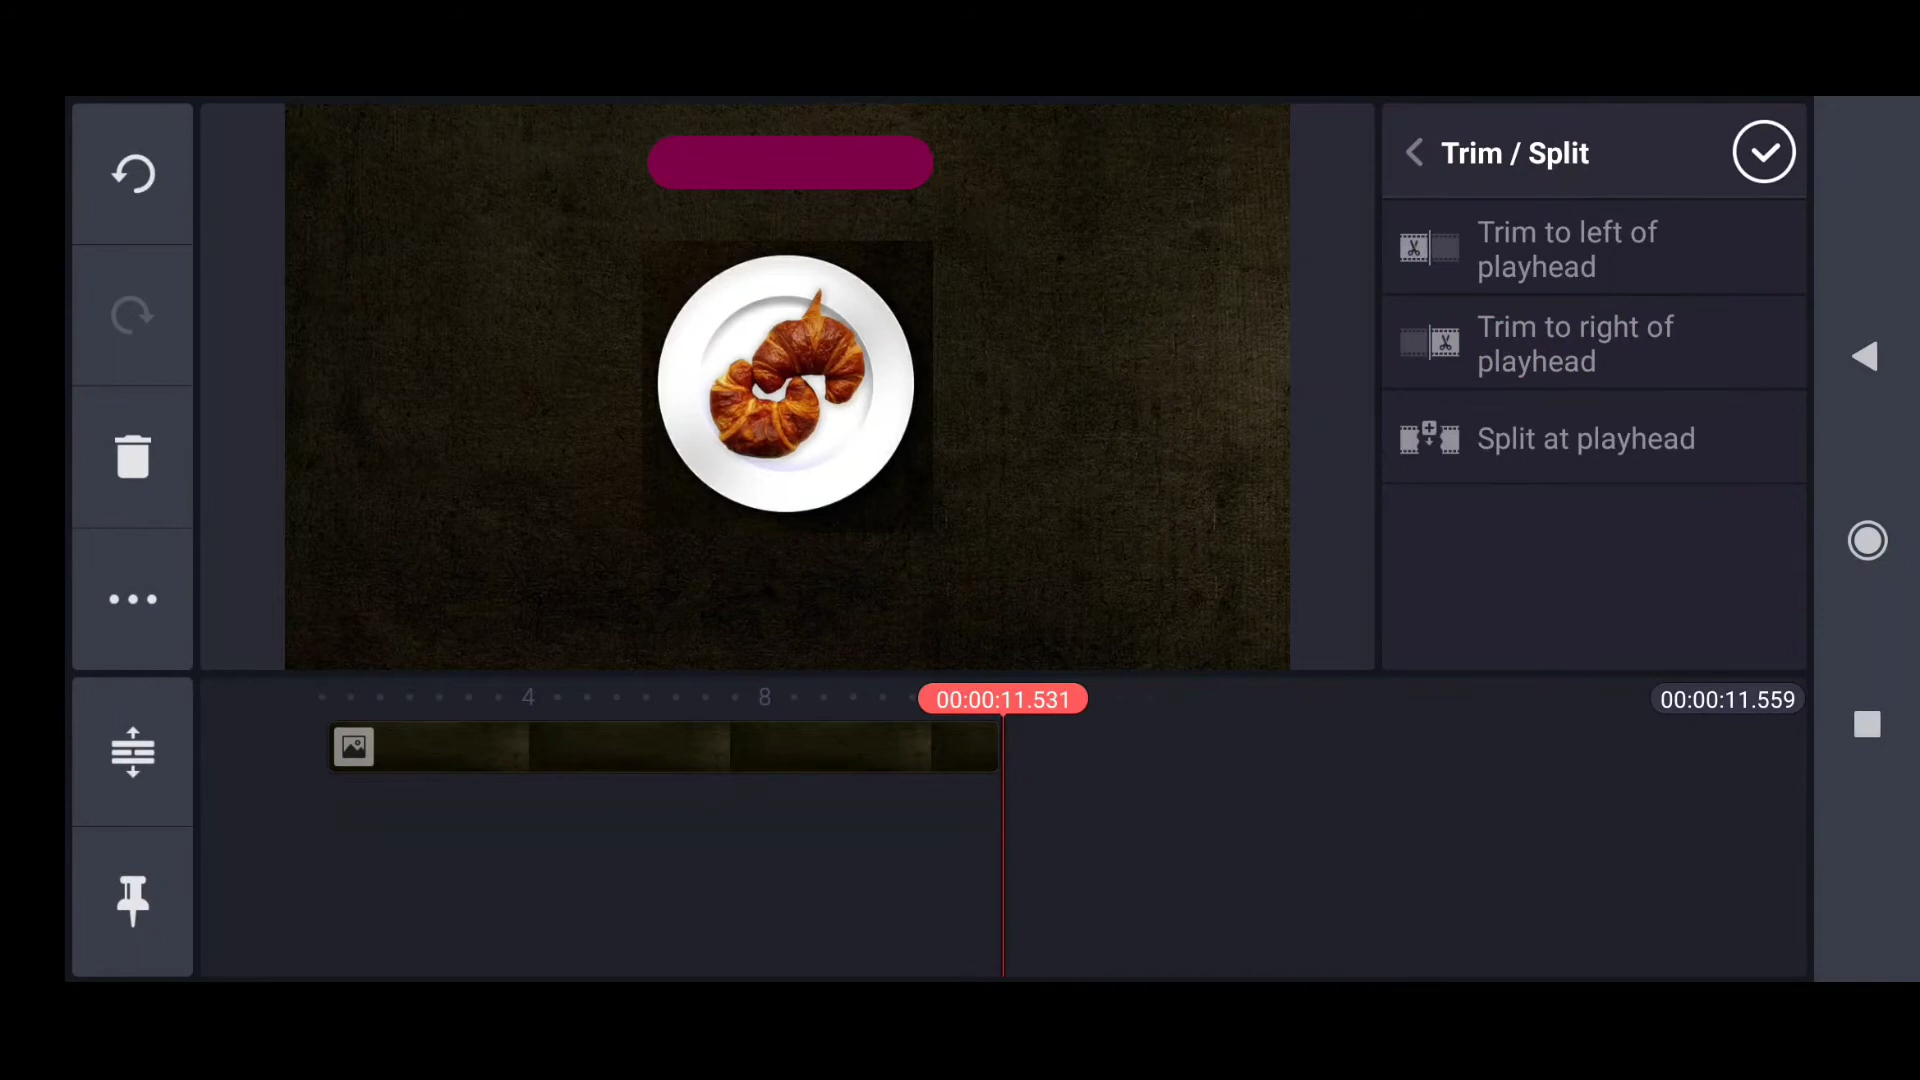 Trim / Split
Trim to left of
playhead
Trim to right of
playhead
Split at playhead
4
8
00:00:11.531
00:00:11.559